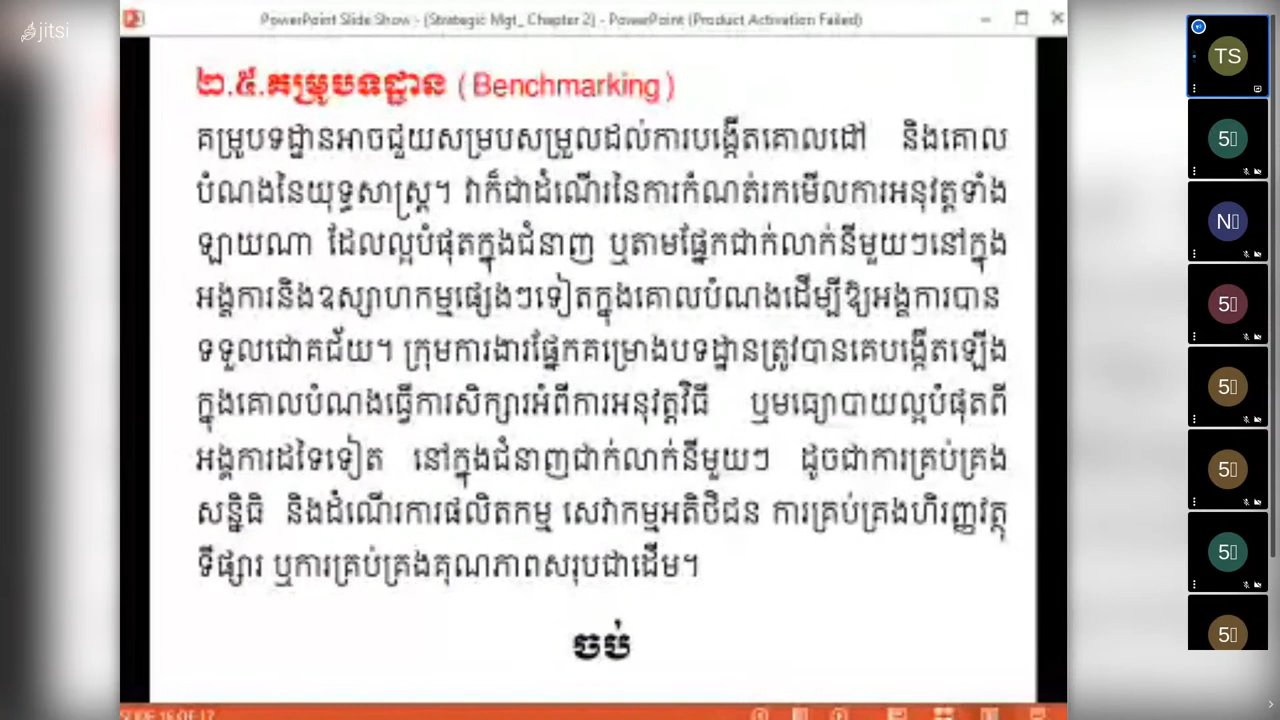 jitsi
PowerPoint Slide Show - (Strategic Mgt_ Chapter 2) - PowerPoint (Product Activation Failed)
២.៥.គម្រូបទដ្ឋាន (Benchmarking)
គម្រូបទដ្ឋានអាចជួយសម្របសម្រួលដល់ការបង្កើតគោលដៅ និងគោល
បំណងនៃយុទ្ធសាស្ត្រ។ វាក៏ជាដំណើរនៃការកំណត់រកមើលការអនុវត្តទាំង
ឡាយណា ដែលល្អបំផុតក្នុងជំនាញ ឬតាមផ្នែកជាក់លាក់នីមួយៗនៅក្នុង
អង្គការនិងឧស្សាហកម្មផ្សេងៗទៀតក្នុងគោលបំណងដើម្បីឱ្យអង្គការបាន
ទទួលជោគជ័យ។ ក្រុមការងារផ្នែកគម្រោងបទដ្ឋានត្រូវបានគេបង្កើតឡើង
ក្នុងគោលបំណងធ្វើការសិក្សារអំពីការអនុវត្តវិធី ឬមធ្យោបាយល្អបំផុតពី
អង្គការដទៃទៀត នៅក្នុងជំនាញជាក់លាក់នីមួយៗ ដូចជាការគ្រប់គ្រង
សន្និធិ និងដំណើរការផលិតកម្ម សេវាកម្មអតិថិជន ការគ្រប់គ្រងហិរញ្ញវត្ថុ
ទីផ្សារ ឬការគ្រប់គ្រងគុណភាពសរុបជាដើម។
ចប់
SLIDE 16 OF 17
TS
5
N
5
5
5
5
5